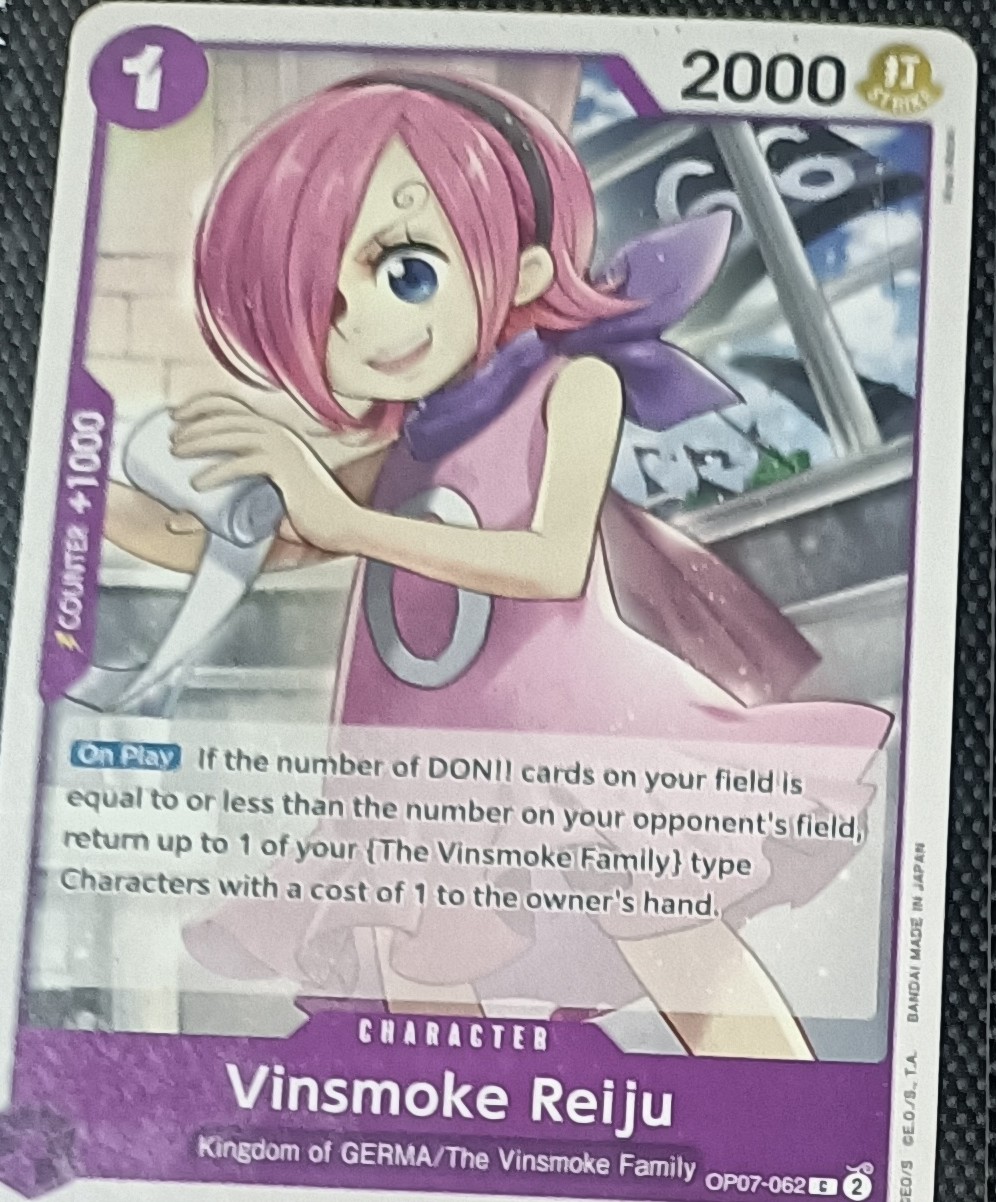 1
2000
打
STRIKE
66
COUNTER +1000
On Play If the number of DON!! cards on your field is
equal to or less than the number on your opponent's field,
return up to 1 of your {The Vinsmoke Family} type
Characters with a cost of 1 to the owner's hand.
CHARACTER
Vinsmoke Reiju
Kingdom of GERMA/The Vinsmoke Family
OP07-062 C 2
©E.O./S., T.A. BANDAI MADE IN JAPAN